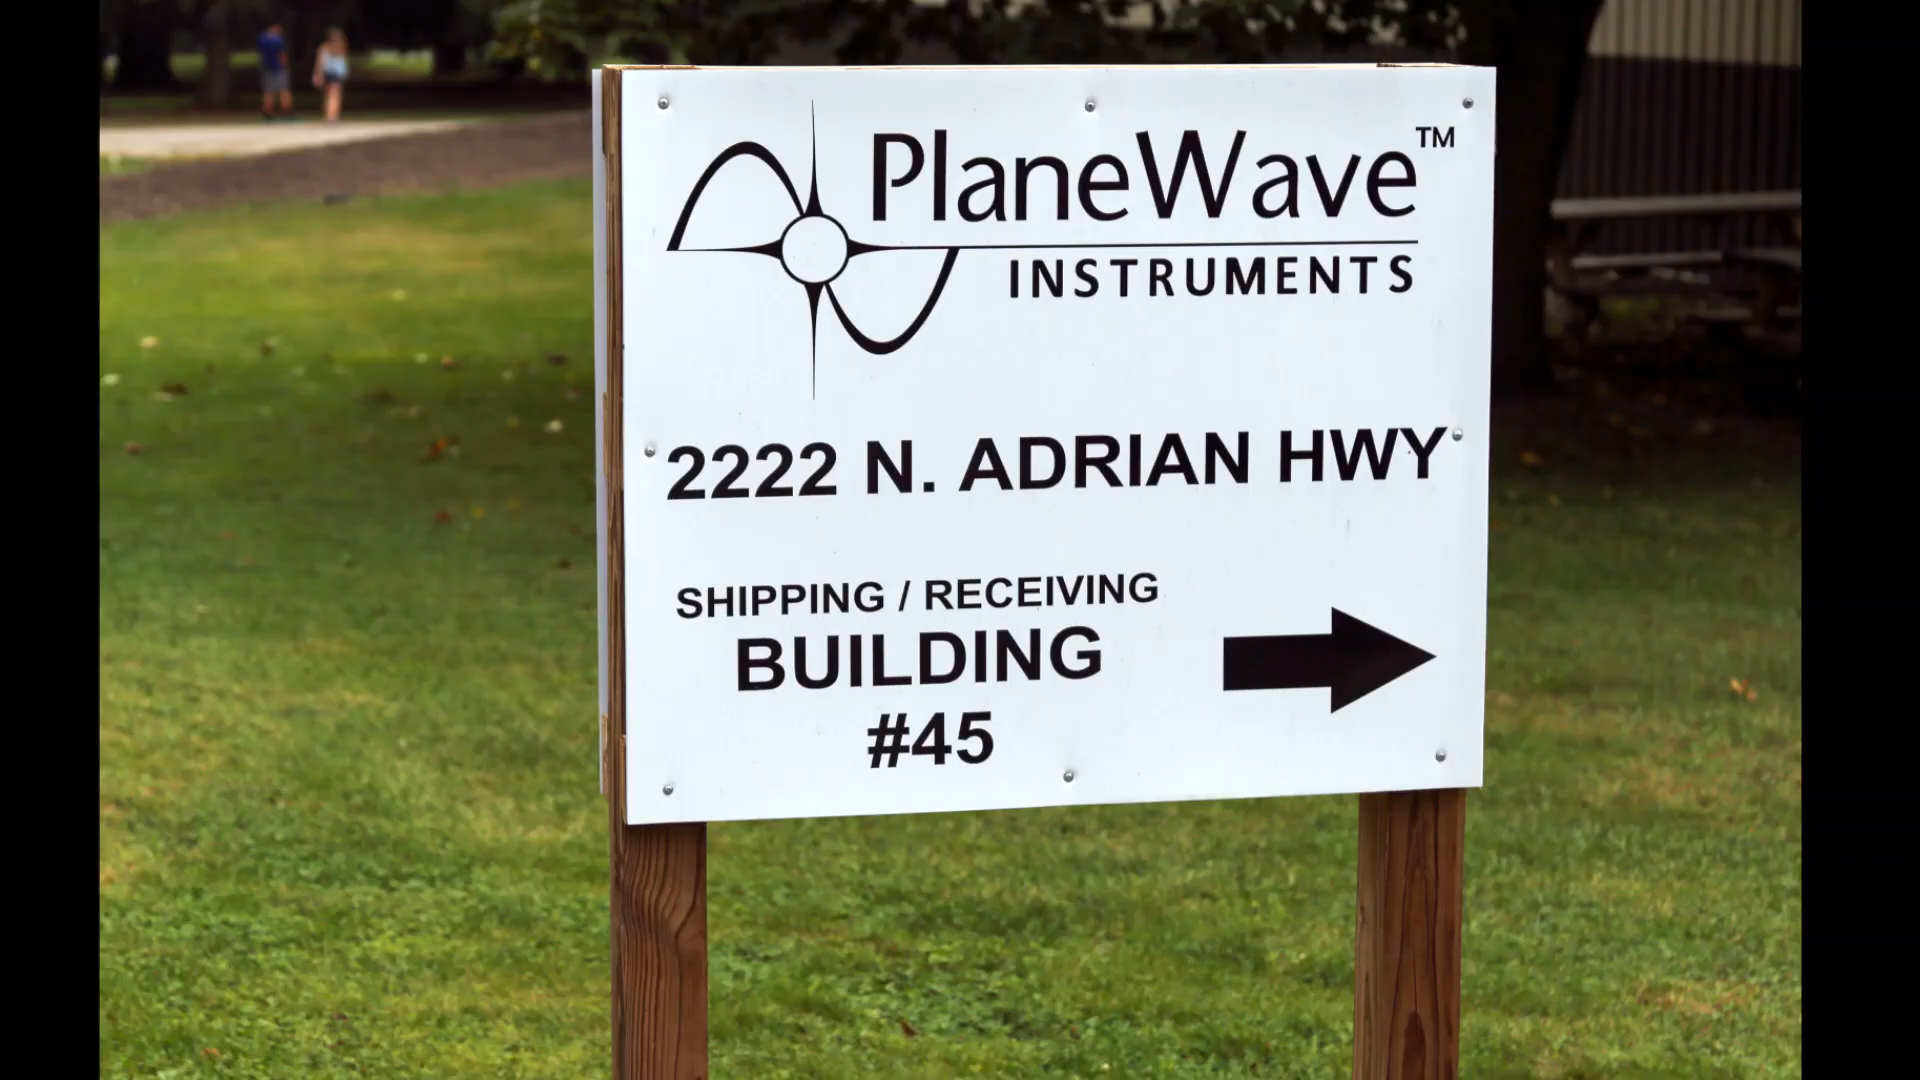 PlaneWave™
INSTRUMENTS
2222 N. ADRIAN HWY
SHIPPING / RECEIVING
BUILDING
#45